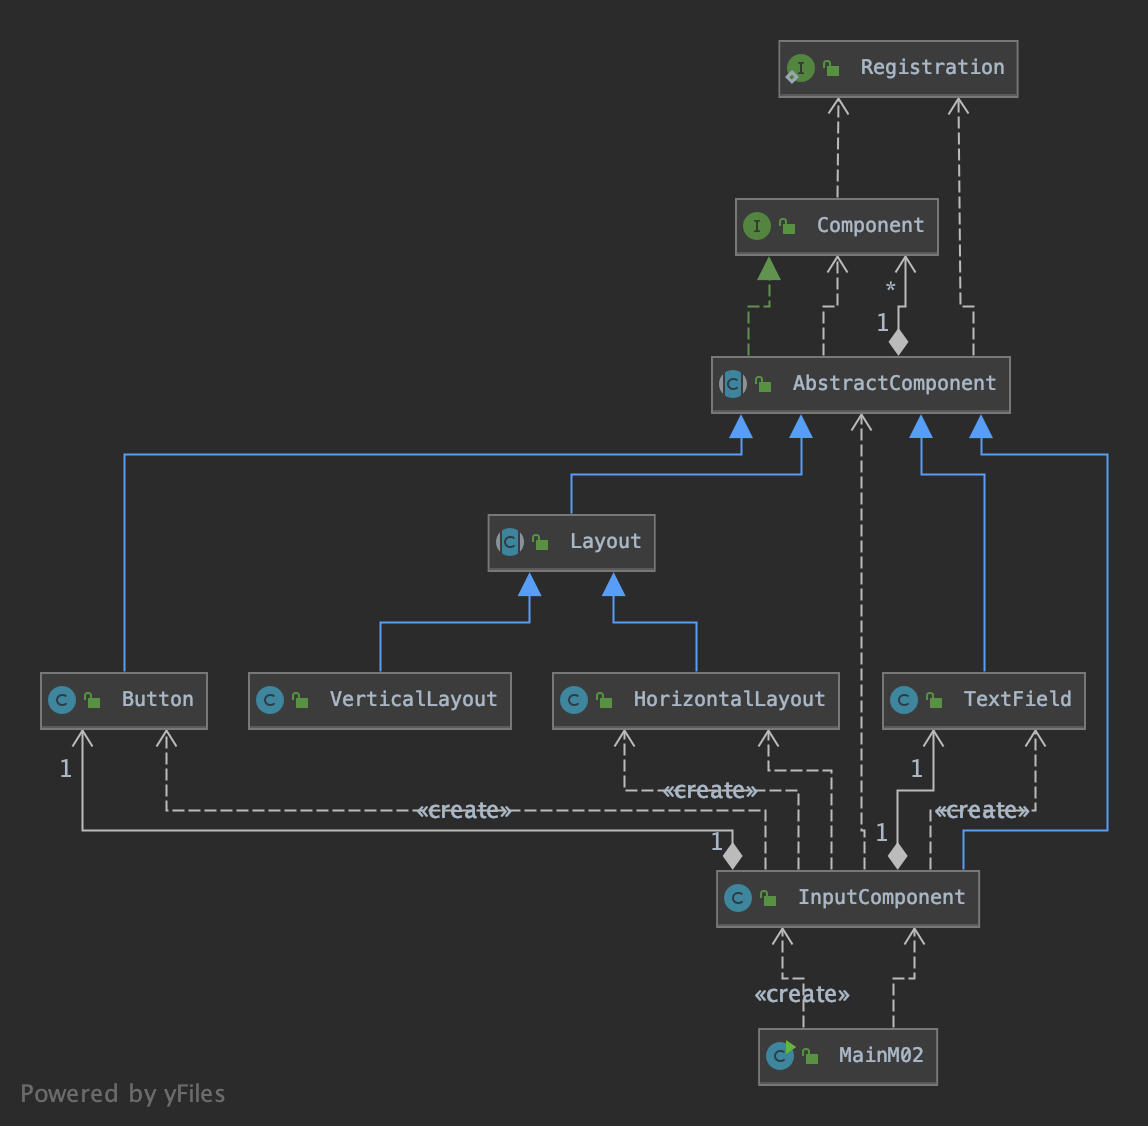 I Registration
I Component
*
1
C AbstractComponent
C Layout
C Button
C VerticalLayout
C HorizontalLayout
C TextField
1
1
«create»
«create»
«create»
1
1
C InputComponent
«create»
C MainM02
Powered by yFiles